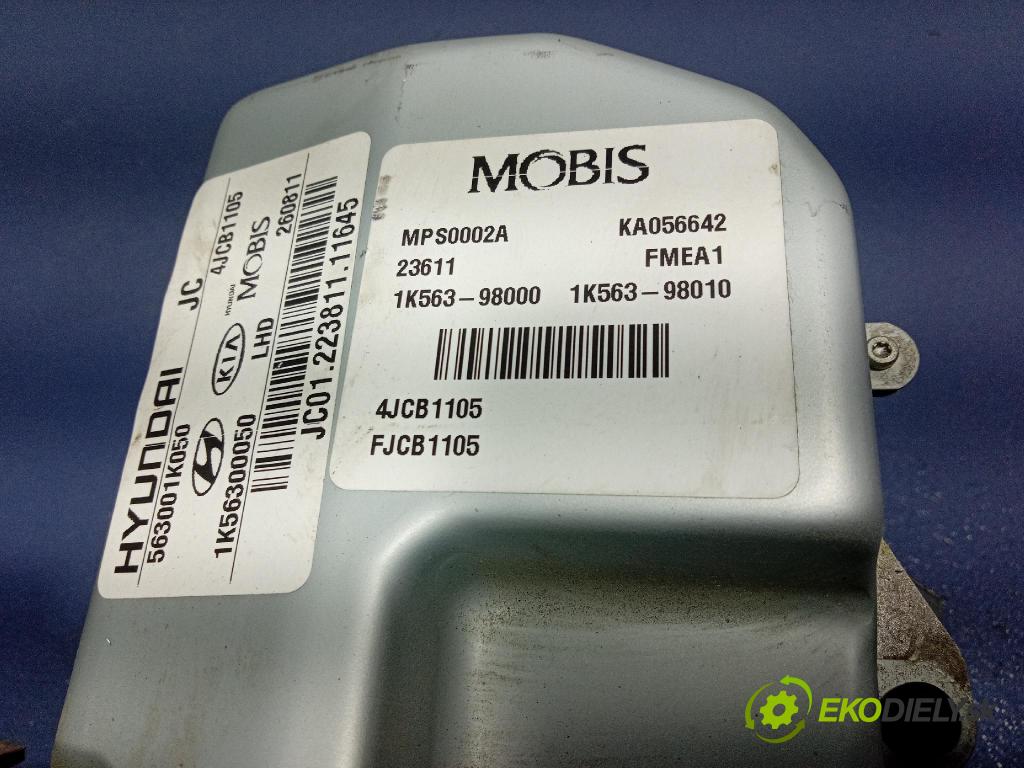 MOBIS
MPS0002A KA056642
23611 FMEA1
1K563-98000 1K563-98010
4JCB1105
FJCB1105
HYUNDAI JC 4JCB1105
563001K050 KIA HYUNDAI MOBIS 260811
1K56300050 LHD
JC01.223811.11645
EKODIELY